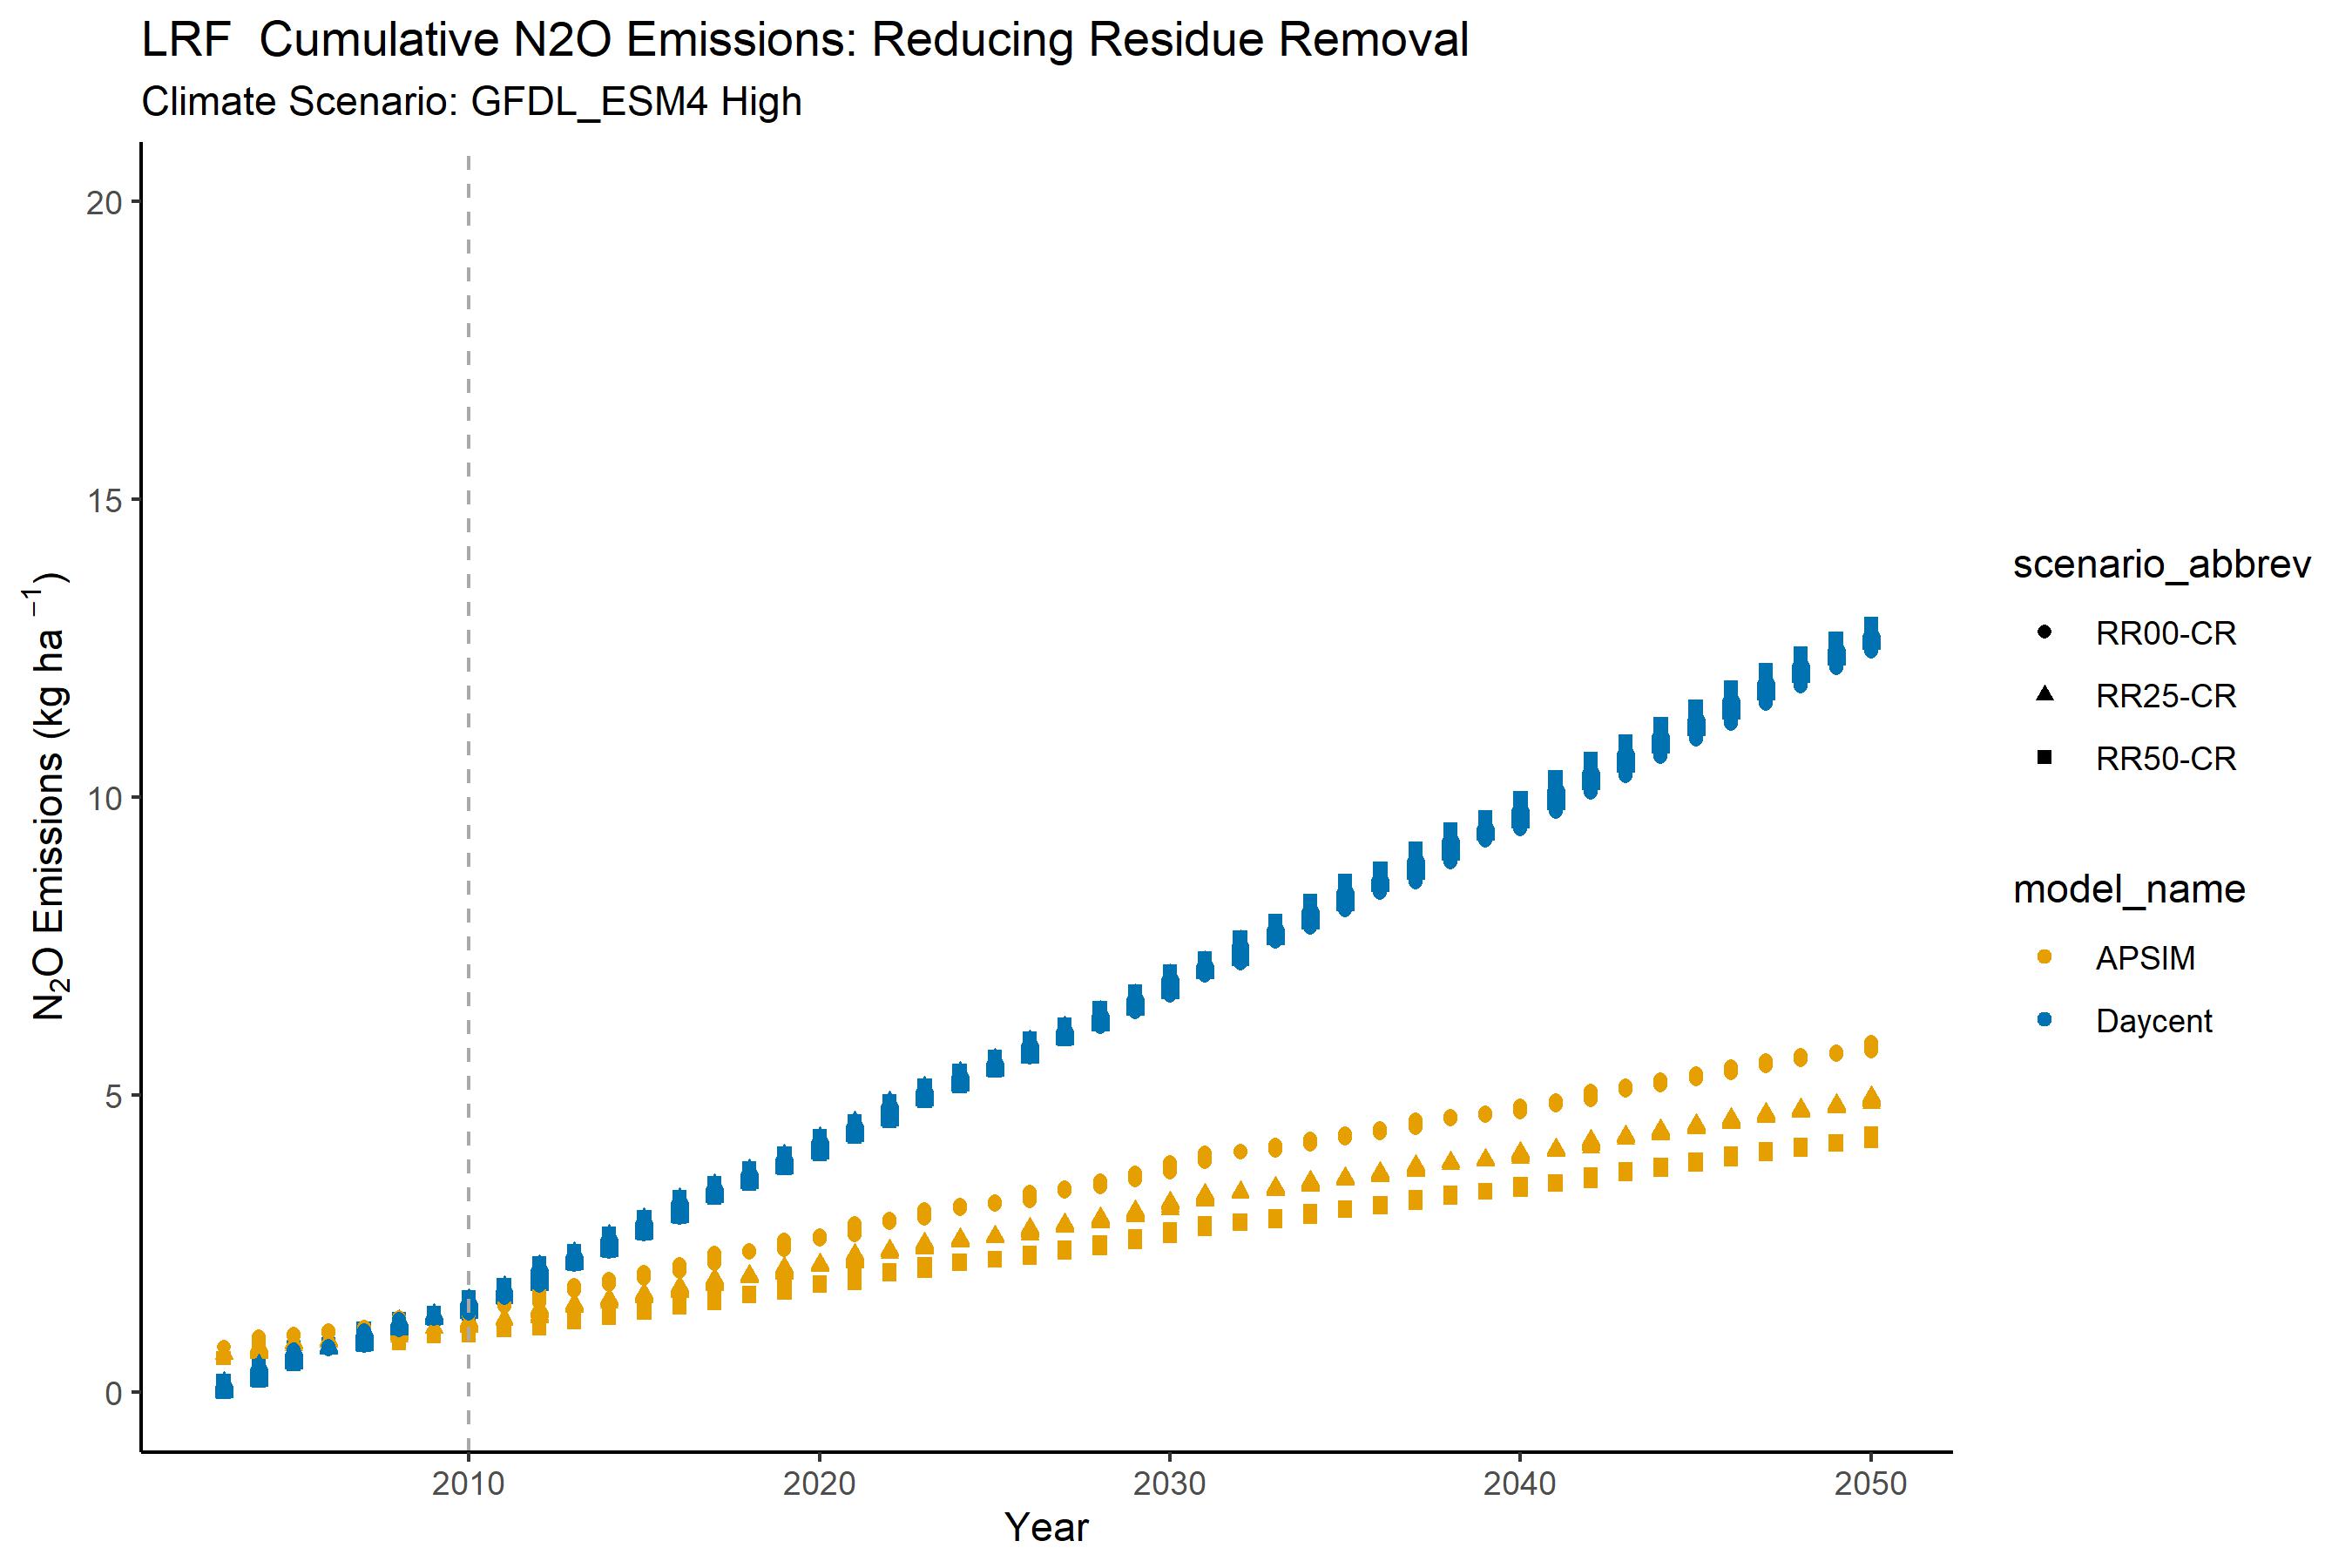 LRF  Cumulative N2O Emissions: Reducing Residue Removal
Climate Scenario: GFDL_ESM4 High
20
15
10
5
0
N₂O Emissions (kg ha ⁻¹)
2010
2020
2030
2040
2050
Year
scenario_abbrev
RR00-CR
RR25-CR
RR50-CR
model_name
APSIM
Daycent